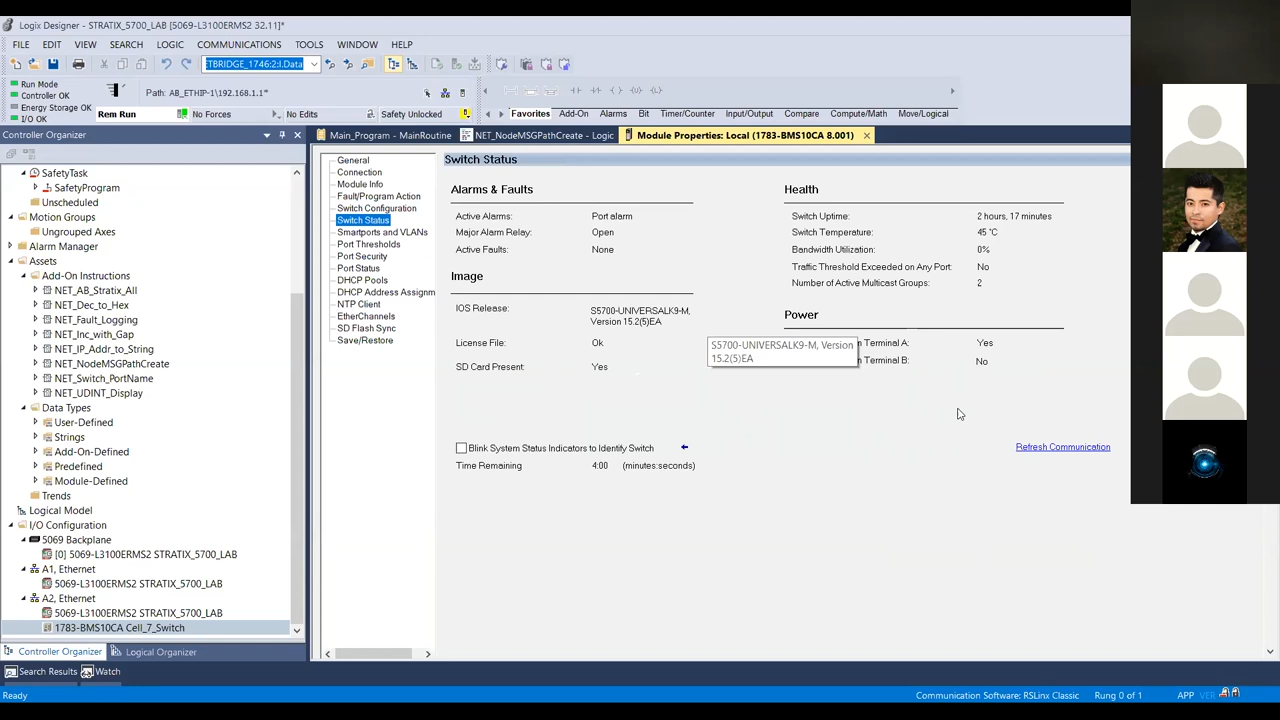 Logix Designer - STRATIX_5700_LAB [5069-L3100ERMS2 32.11]*
FILE EDIT VIEW SEARCH LOGIC COMMUNICATIONS TOOLS WINDOW HELP
ETBRIDGE_1746:2:I.Data
Run Mode
Controller OK
Energy Storage OK
I/O OK
Path: AB_ETHIP-1\192.168.1.1*
Rem Run No Forces No Edits Safety Unlocked
Favorites Add-On Alarms Bit Timer/Counter Input/Output Compare Compute/Math Move/Logical
Controller Organizer
SafetyTask
SafetyProgram
Unscheduled
Motion Groups
Ungrouped Axes
Alarm Manager
Assets
Add-On Instructions
NET_AB_Stratix_All
NET_Dec_to_Hex
NET_Fault_Logging
NET_Inc_with_Gap
NET_IP_Addr_to_String
NET_NodeMSGPathCreate
NET_Switch_PortName
NET_UDINT_Display
Data Types
User-Defined
Strings
Add-On-Defined
Predefined
Module-Defined
Trends
Logical Model
I/O Configuration
5069 Backplane
[0] 5069-L3100ERMS2 STRATIX_5700_LAB
A1, Ethernet
5069-L3100ERMS2 STRATIX_5700_LAB
A2, Ethernet
5069-L3100ERMS2 STRATIX_5700_LAB
1783-BMS10CA Cell_7_Switch
Controller Organizer Logical Organizer
Main_Program - MainRoutine NET_NodeMSGPathCreate - Logic Module Properties: Local (1783-BMS10CA 8.001)
General
Connection
Module Info
Fault/Program Action
Switch Configuration
Switch Status
Smartports and VLANs
Port Thresholds
Port Security
Port Status
DHCP Pools
DHCP Address Assignm
NTP Client
EtherChannels
SD Flash Sync
Save/Restore
Switch Status
Alarms & Faults
Active Alarms: Port alarm
Major Alarm Relay: Open
Active Faults: None
Image
IOS Release: S5700-UNIVERSALK9-M,
Version 15.2(5)EA
License File: Ok
SD Card Present: Yes
Blink System Status Indicators to Identify Switch
Time Remaining 4:00 (minutes:seconds)
Health
Switch Uptime: 2 hours, 17 minutes
Switch Temperature: 45 °C
Bandwidth Utilization: 0%
Traffic Threshold Exceeded on Any Port: No
Number of Active Multicast Groups: 2
Power
n Terminal A: Yes
n Terminal B: No
S5700-UNIVERSALK9-M, Version
15.2(5)EA
Refresh Communication
Search Results Watch
Ready Communication Software: RSLinx Classic Rung 0 of 1 APP VER